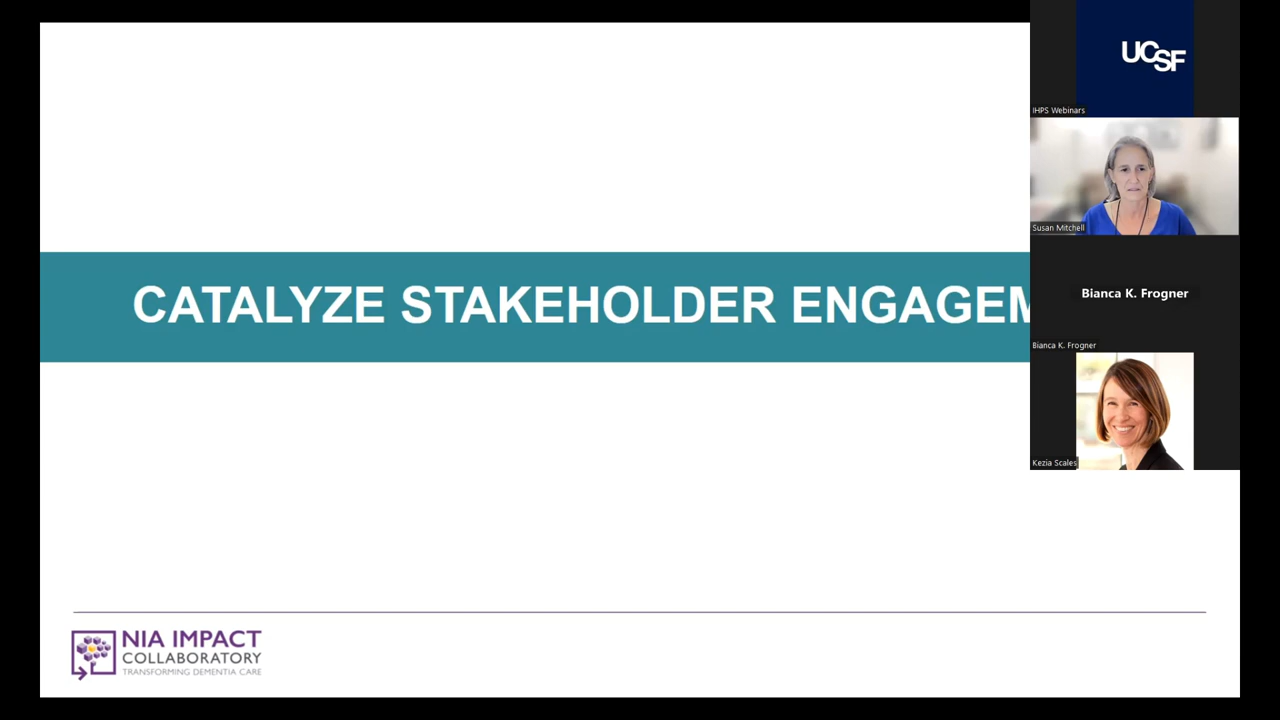 CATALYZE STAKEHOLDER ENGAGEM
UCSF
IHPS Webinars
Susan Mitchell
Bianca K. Frogner
Bianca K. Frogner
Kezia Scales
NIA IMPACT
COLLABORATORY
TRANSFORMING DEMENTIA CARE